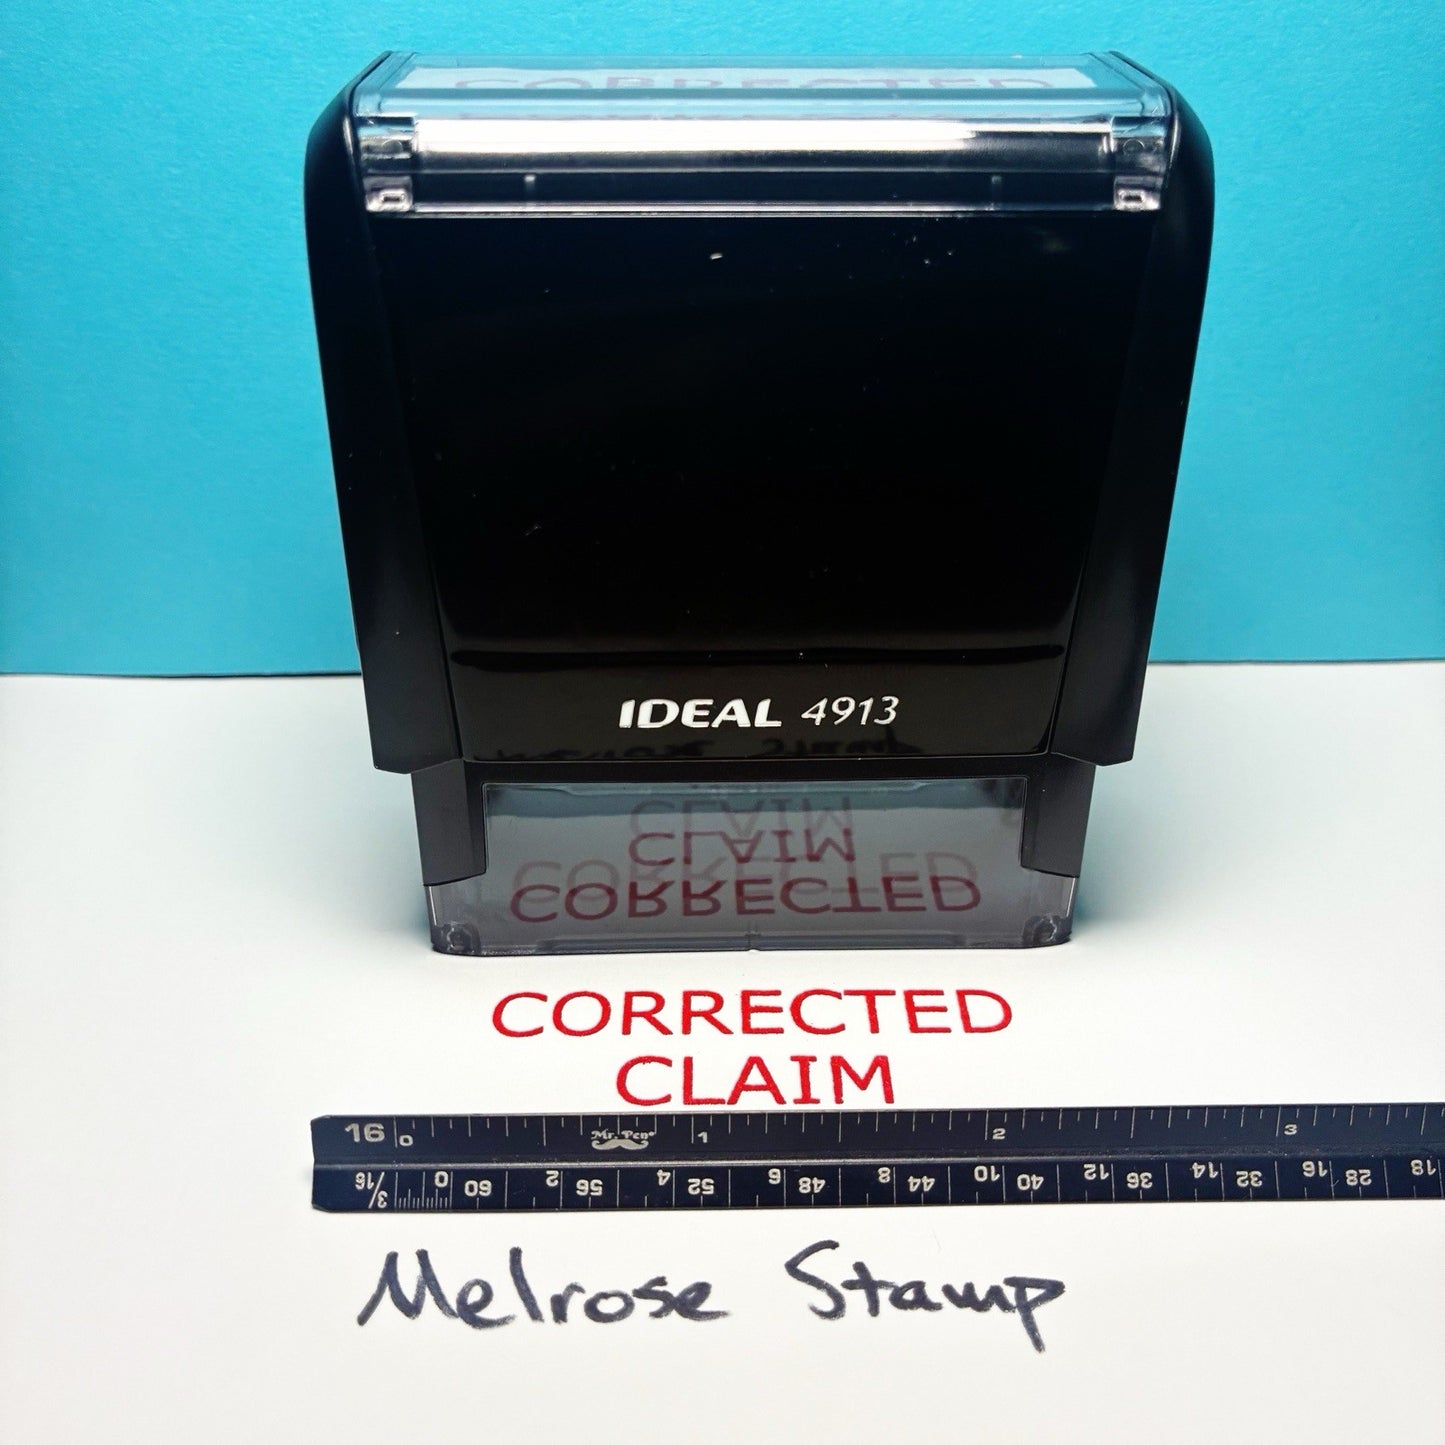 CORRECTED
IDEAL 4913
CLAIM
CORRECTED
CORRECTED
CLAIM
16 0 Mr. Pen® 1 2 3
3/16 0 60 2 56 4 52 6 48 8 44 10 40 12 36 14 32 16 28 18
Melrose Stamp